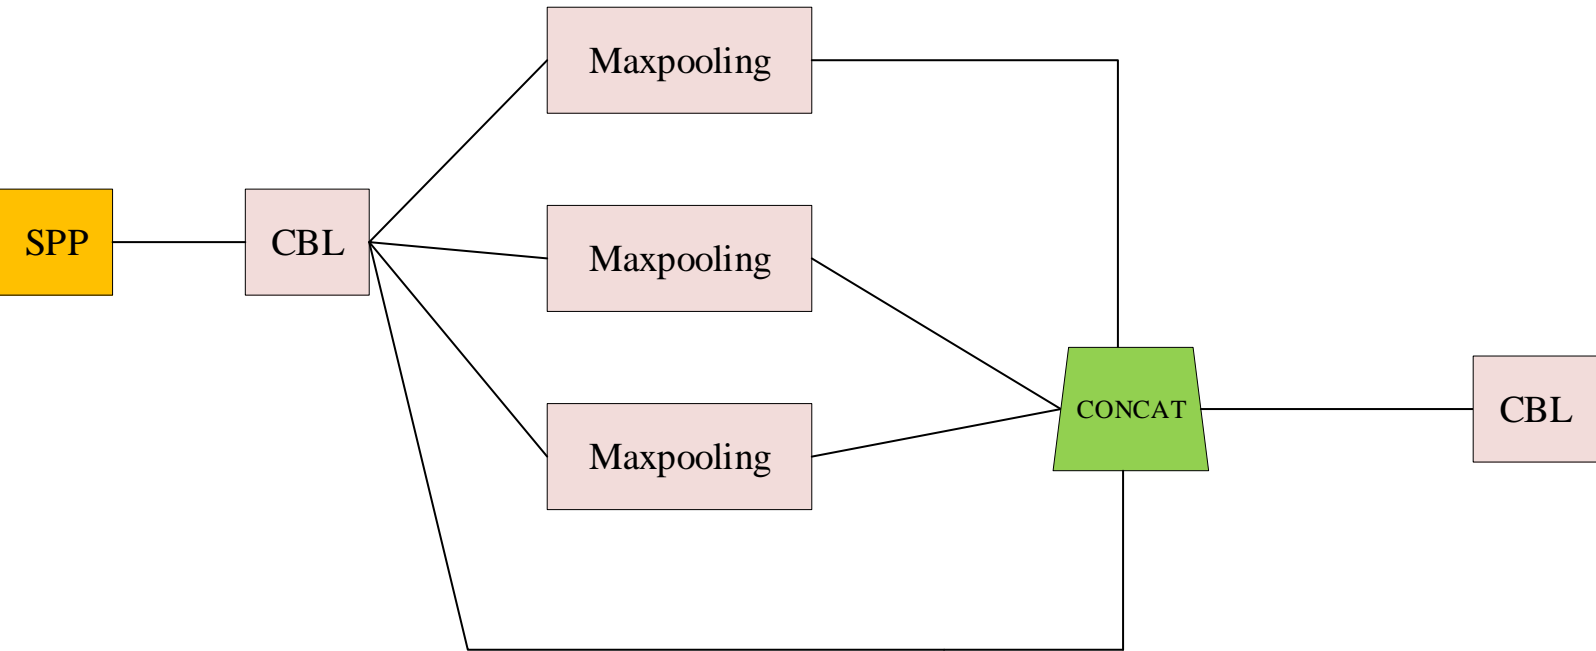 SPP
CBL
Maxpooling
Maxpooling
Maxpooling
CONCAT
CBL